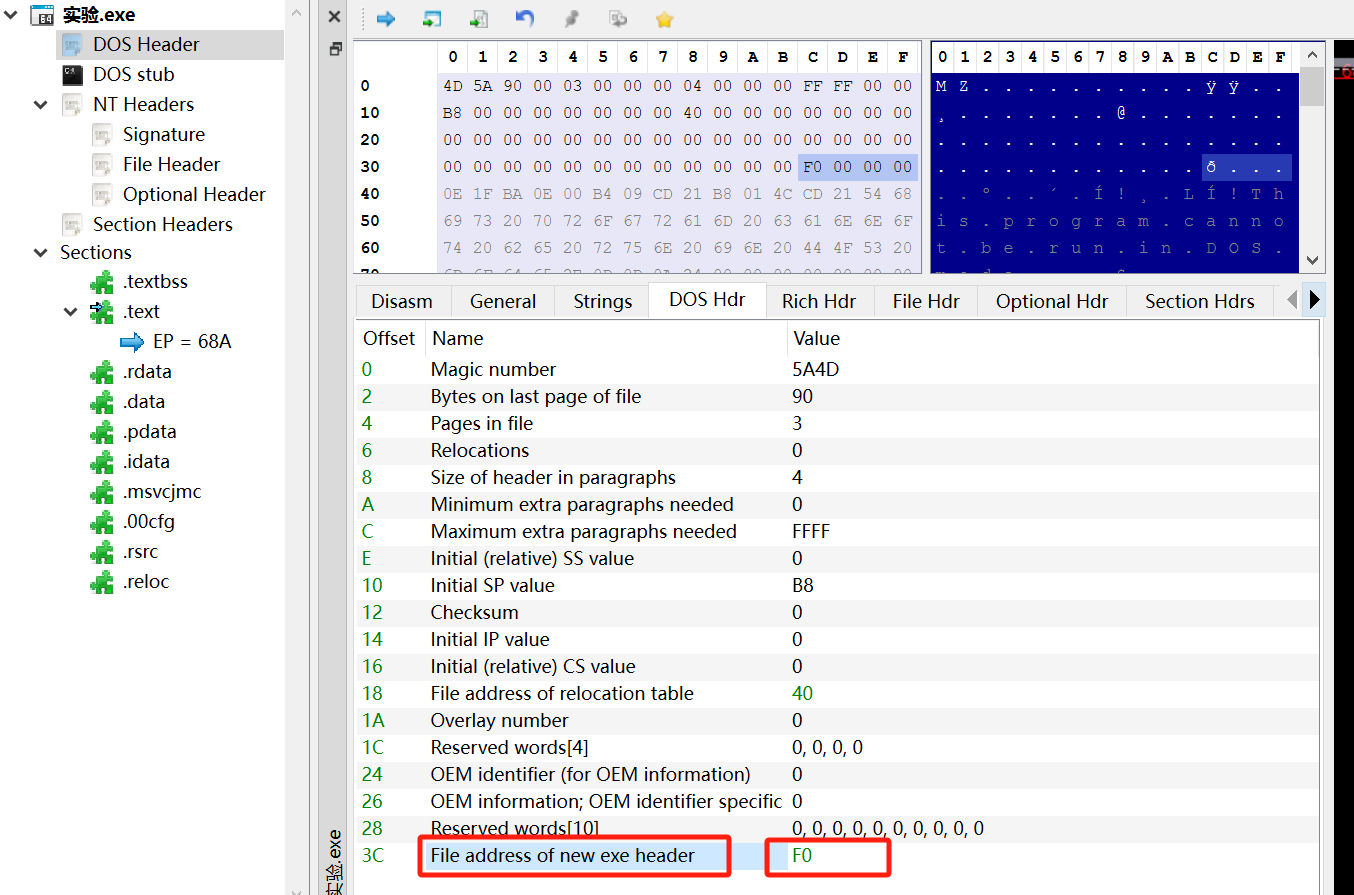 实验.exe
DOS Header
DOS stub
NT Headers
Signature
File Header
Optional Header
Section Headers
Sections
.textbss
.text
EP = 68A
.rdata
.data
.pdata
.idata
.msvcjmc
.00cfg
.rsrc
.reloc
实验.exe
0 1 2 3 4 5 6 7 8 9 A B C D E F
0 4D 5A 90 00 03 00 00 00 04 00 00 00 FF FF 00 00
10 B8 00 00 00 00 00 00 00 40 00 00 00 00 00 00 00
20 00 00 00 00 00 00 00 00 00 00 00 00 00 00 00 00
30 00 00 00 00 00 00 00 00 00 00 00 00 F0 00 00 00
40 0E 1F BA 0E 00 B4 09 CD 21 B8 01 4C CD 21 54 68
50 69 73 20 70 72 6F 67 72 61 6D 20 63 61 6E 6E 6F
60 74 20 62 65 20 72 75 6E 20 69 6E 20 44 4F 53 20
0 1 2 3 4 5 6 7 8 9 A B C D E F
M Z . . . . . . . . . . ÿ ÿ . .
¸ . . . . . . . @ . . . . . . .
. . . . . . . . . . . . . . . .
. . . . . . . . . . . . ð . . .
. . º . . ´ . Í ! ¸ . L Í ! T h
i s . p r o g r a m . c a n n o
t . b e . r u n . i n . D O S .
Disasm General Strings DOS Hdr Rich Hdr File Hdr Optional Hdr Section Hdrs
Offset Name Value
0 Magic number 5A4D
2 Bytes on last page of file 90
4 Pages in file 3
6 Relocations 0
8 Size of header in paragraphs 4
A Minimum extra paragraphs needed 0
C Maximum extra paragraphs needed FFFF
E Initial (relative) SS value 0
10 Initial SP value B8
12 Checksum 0
14 Initial IP value 0
16 Initial (relative) CS value 0
18 File address of relocation table 40
1A Overlay number 0
1C Reserved words[4] 0, 0, 0, 0
24 OEM identifier (for OEM information) 0
26 OEM information; OEM identifier specific 0
28 Reserved words[10] 0, 0, 0, 0, 0, 0, 0, 0, 0, 0
3C File address of new exe header F0